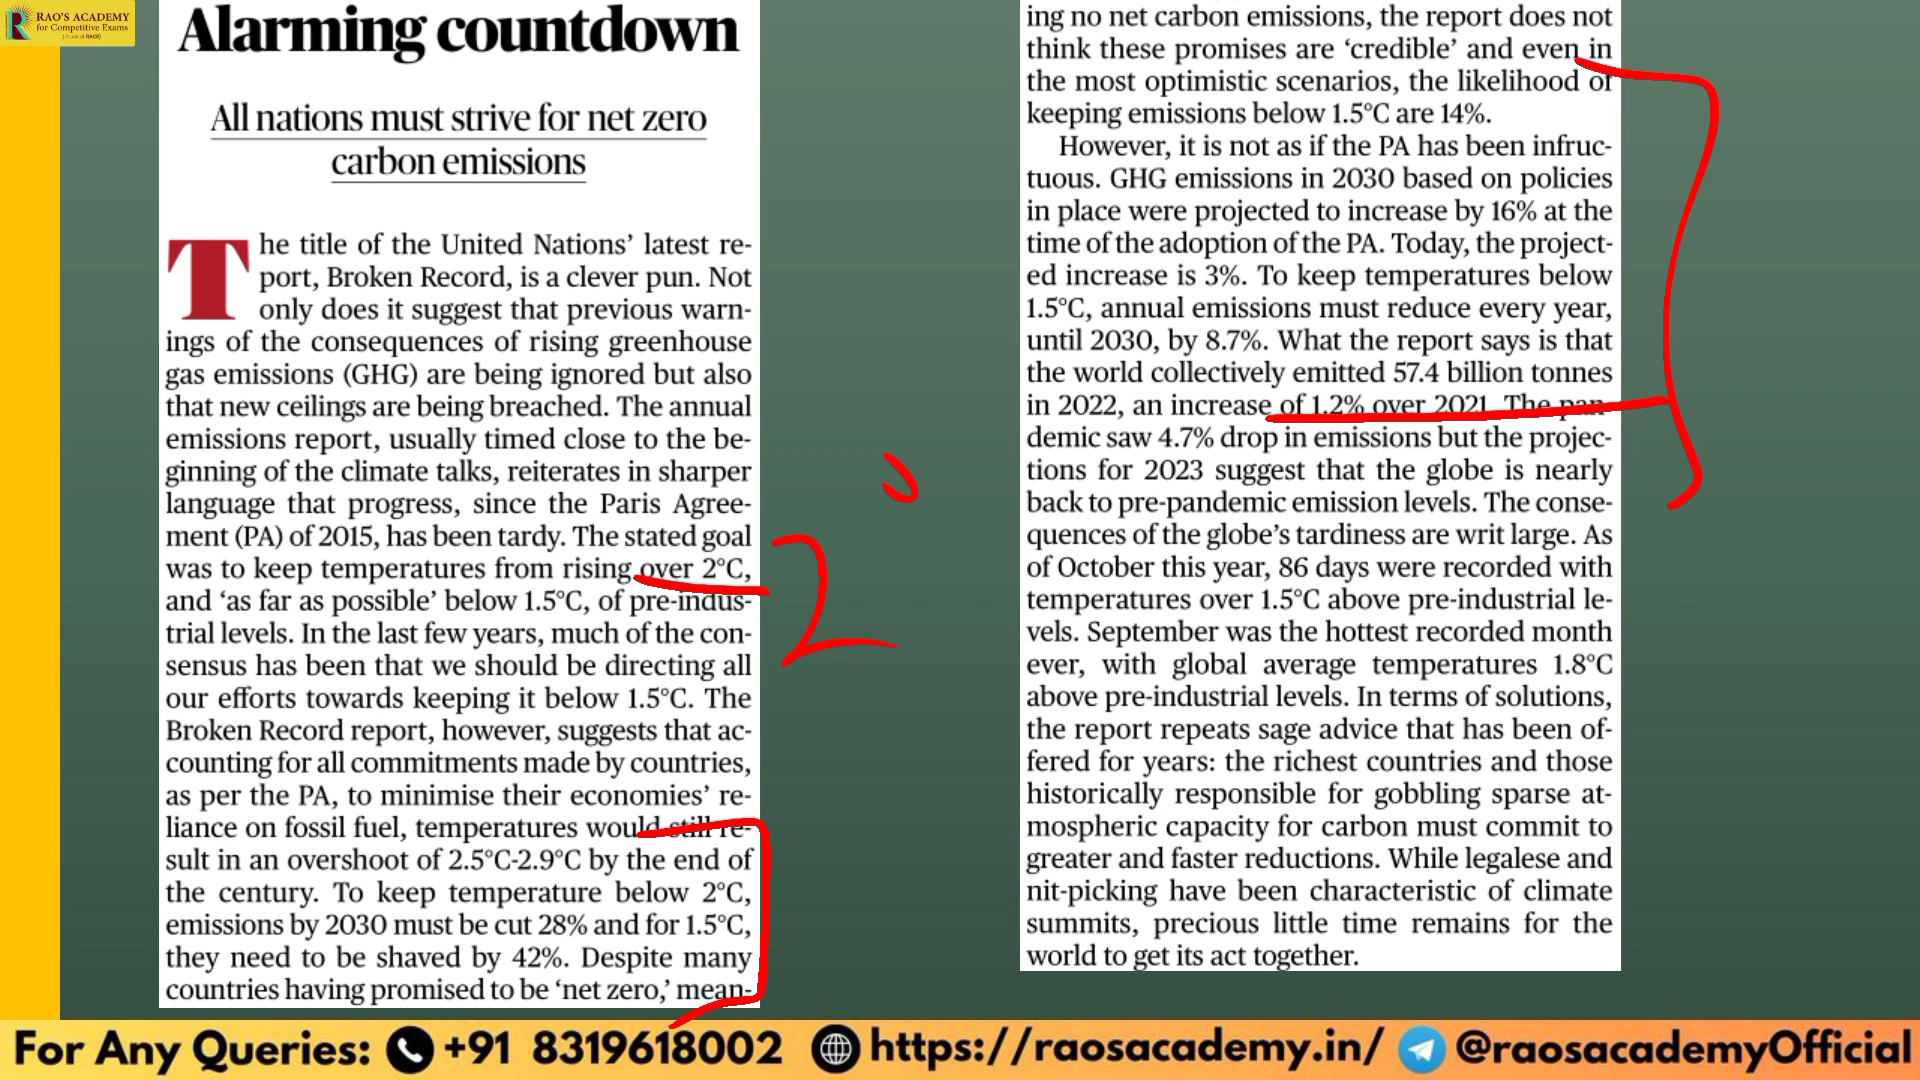 RAO'S ACADEMY
for Competitive Exams
(A unit of RACE)
Alarming countdown
All nations must strive for net zero
carbon emissions
The title of the United Nations' latest re-
port, Broken Record, is a clever pun. Not
only does it suggest that previous warn-
ings of the consequences of rising greenhouse
gas emissions (GHG) are being ignored but also
that new ceilings are being breached. The annual
emissions report, usually timed close to the be-
ginning of the climate talks, reiterates in sharper
language that progress, since the Paris Agree-
ment (PA) of 2015, has been tardy. The stated goal
was to keep temperatures from rising over 2°C,
and 'as far as possible' below 1.5°C, of pre-indus-
trial levels. In the last few years, much of the con-
sensus has been that we should be directing all
our efforts towards keeping it below 1.5°C. The
Broken Record report, however, suggests that ac-
counting for all commitments made by countries,
as per the PA, to minimise their economies' re-
liance on fossil fuel, temperatures would still re-
sult in an overshoot of 2.5°C-2.9°C by the end of
the century. To keep temperature below 2°C,
emissions by 2030 must be cut 28% and for 1.5°C,
they need to be shaved by 42%. Despite many
countries having promised to be 'net zero,' mean-
2
ing no net carbon emissions, the report does not
think these promises are 'credible' and even in
the most optimistic scenarios, the likelihood of
keeping emissions below 1.5°C are 14%.
However, it is not as if the PA has been infruc-
tuous. GHG emissions in 2030 based on policies
in place were projected to increase by 16% at the
time of the adoption of the PA. Today, the project-
ed increase is 3%. To keep temperatures below
1.5°C, annual emissions must reduce every year,
until 2030, by 8.7%. What the report says is that
the world collectively emitted 57.4 billion tonnes
in 2022, an increase of 1.2% over 2021. The pan-
demic saw 4.7% drop in emissions but the projec-
tions for 2023 suggest that the globe is nearly
back to pre-pandemic emission levels. The conse-
quences of the globe's tardiness are writ large. As
of October this year, 86 days were recorded with
temperatures over 1.5°C above pre-industrial le-
vels. September was the hottest recorded month
ever, with global average temperatures 1.8°C
above pre-industrial levels. In terms of solutions,
the report repeats sage advice that has been of-
fered for years: the richest countries and those
historically responsible for gobbling sparse at-
mospheric capacity for carbon must commit to
greater and faster reductions. While legalese and
nit-picking have been characteristic of climate
summits, precious little time remains for the
world to get its act together.
For Any Queries: +91 8319618002 https://raosacademy.in/ @raosacademyOfficial